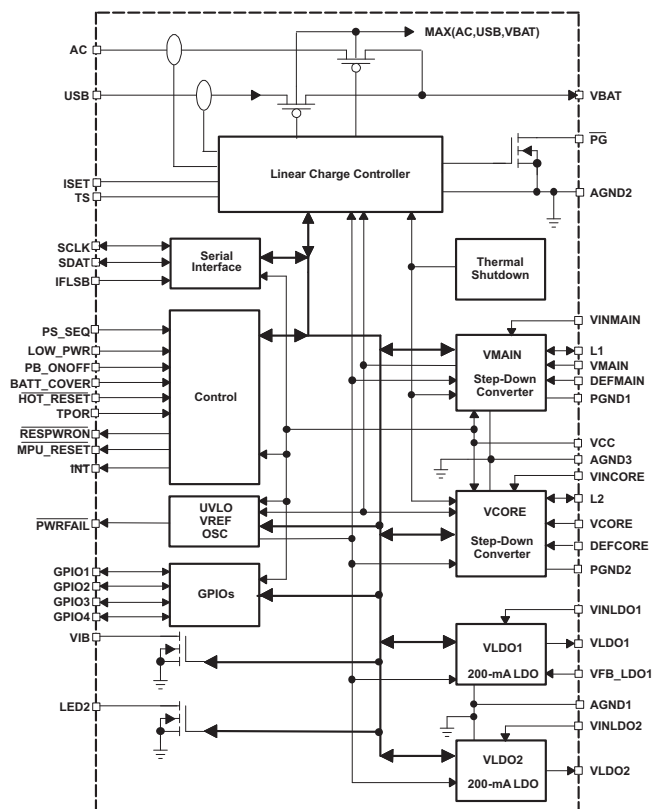 MAX(AC,USB,VBAT)
AC
USB
VBAT
PG
Linear Charge Controller
ISET
TS
AGND2
SCLK
SDAT
IFLSB
Serial
Interface
Thermal
Shutdown
PS_SEQ
LOW_PWR
PB_ONOFF
BATT_COVER
HOT_RESET
TPOR
RESPWRON
MPU_RESET
INT
Control
VINMAIN
VMAIN
Step-Down
Converter
L1
VMAIN
DEFMAIN
PGND1
VCC
AGND3
VINCORE
PWRFAIL
UVLO
VREF
OSC
VCORE
Step-Down
Converter
L2
VCORE
DEFCORE
PGND2
GPIO1
GPIO2
GPIO3
GPIO4
GPIOs
VIB
VINLDO1
VLDO1
200-mA LDO
VLDO1
VFB_LDO1
AGND1
LED2
VINLDO2
VLDO2
200-mA LDO
VLDO2